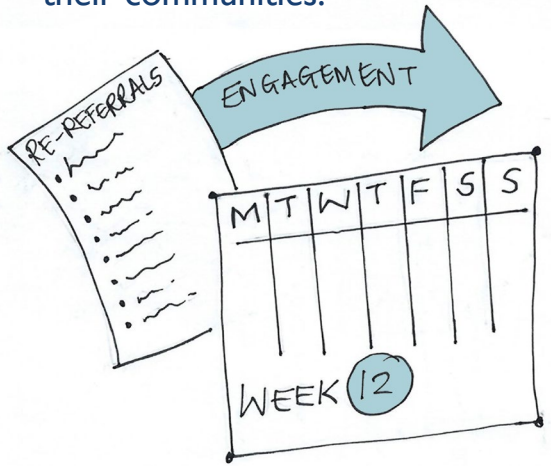 their communities.
ENGAGEMENT
RE-REFERRALS
M T W T F S S
WEEK 12